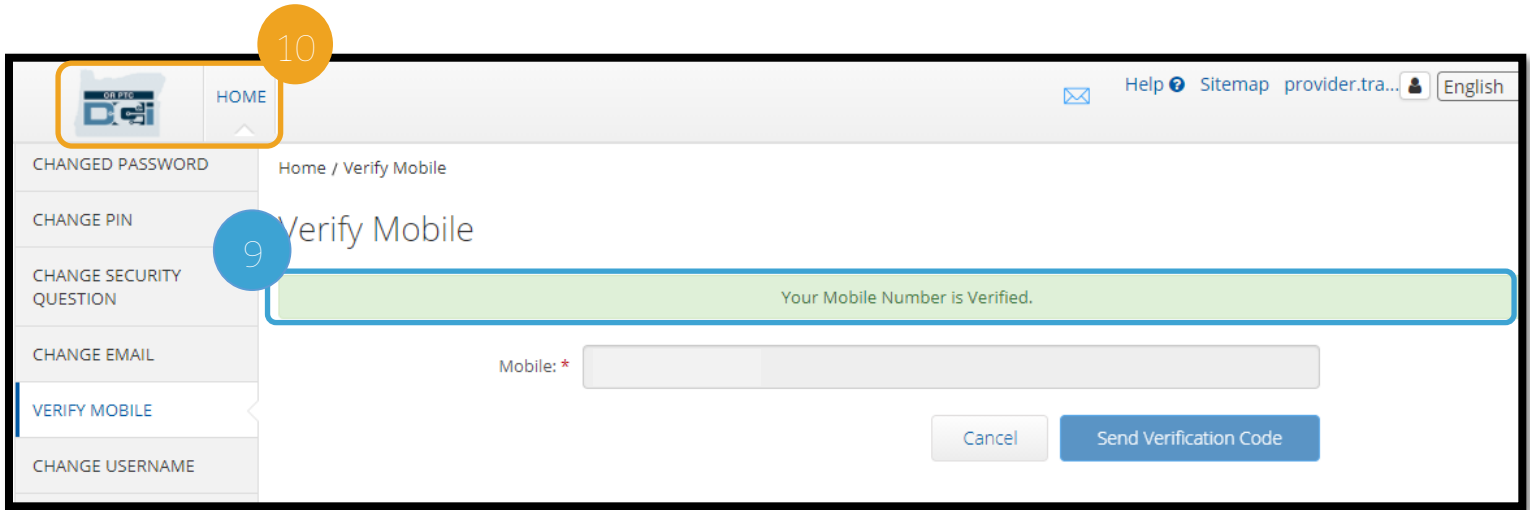 10
OR PTC
DCI
HOME
Help ? Sitemap provider.tra... English
CHANGED PASSWORD
Home / Verify Mobile
CHANGE PIN
Verify Mobile
9
CHANGE SECURITY
QUESTION
Your Mobile Number is Verified.
CHANGE EMAIL
Mobile: *
VERIFY MOBILE
Cancel
Send Verification Code
CHANGE USERNAME